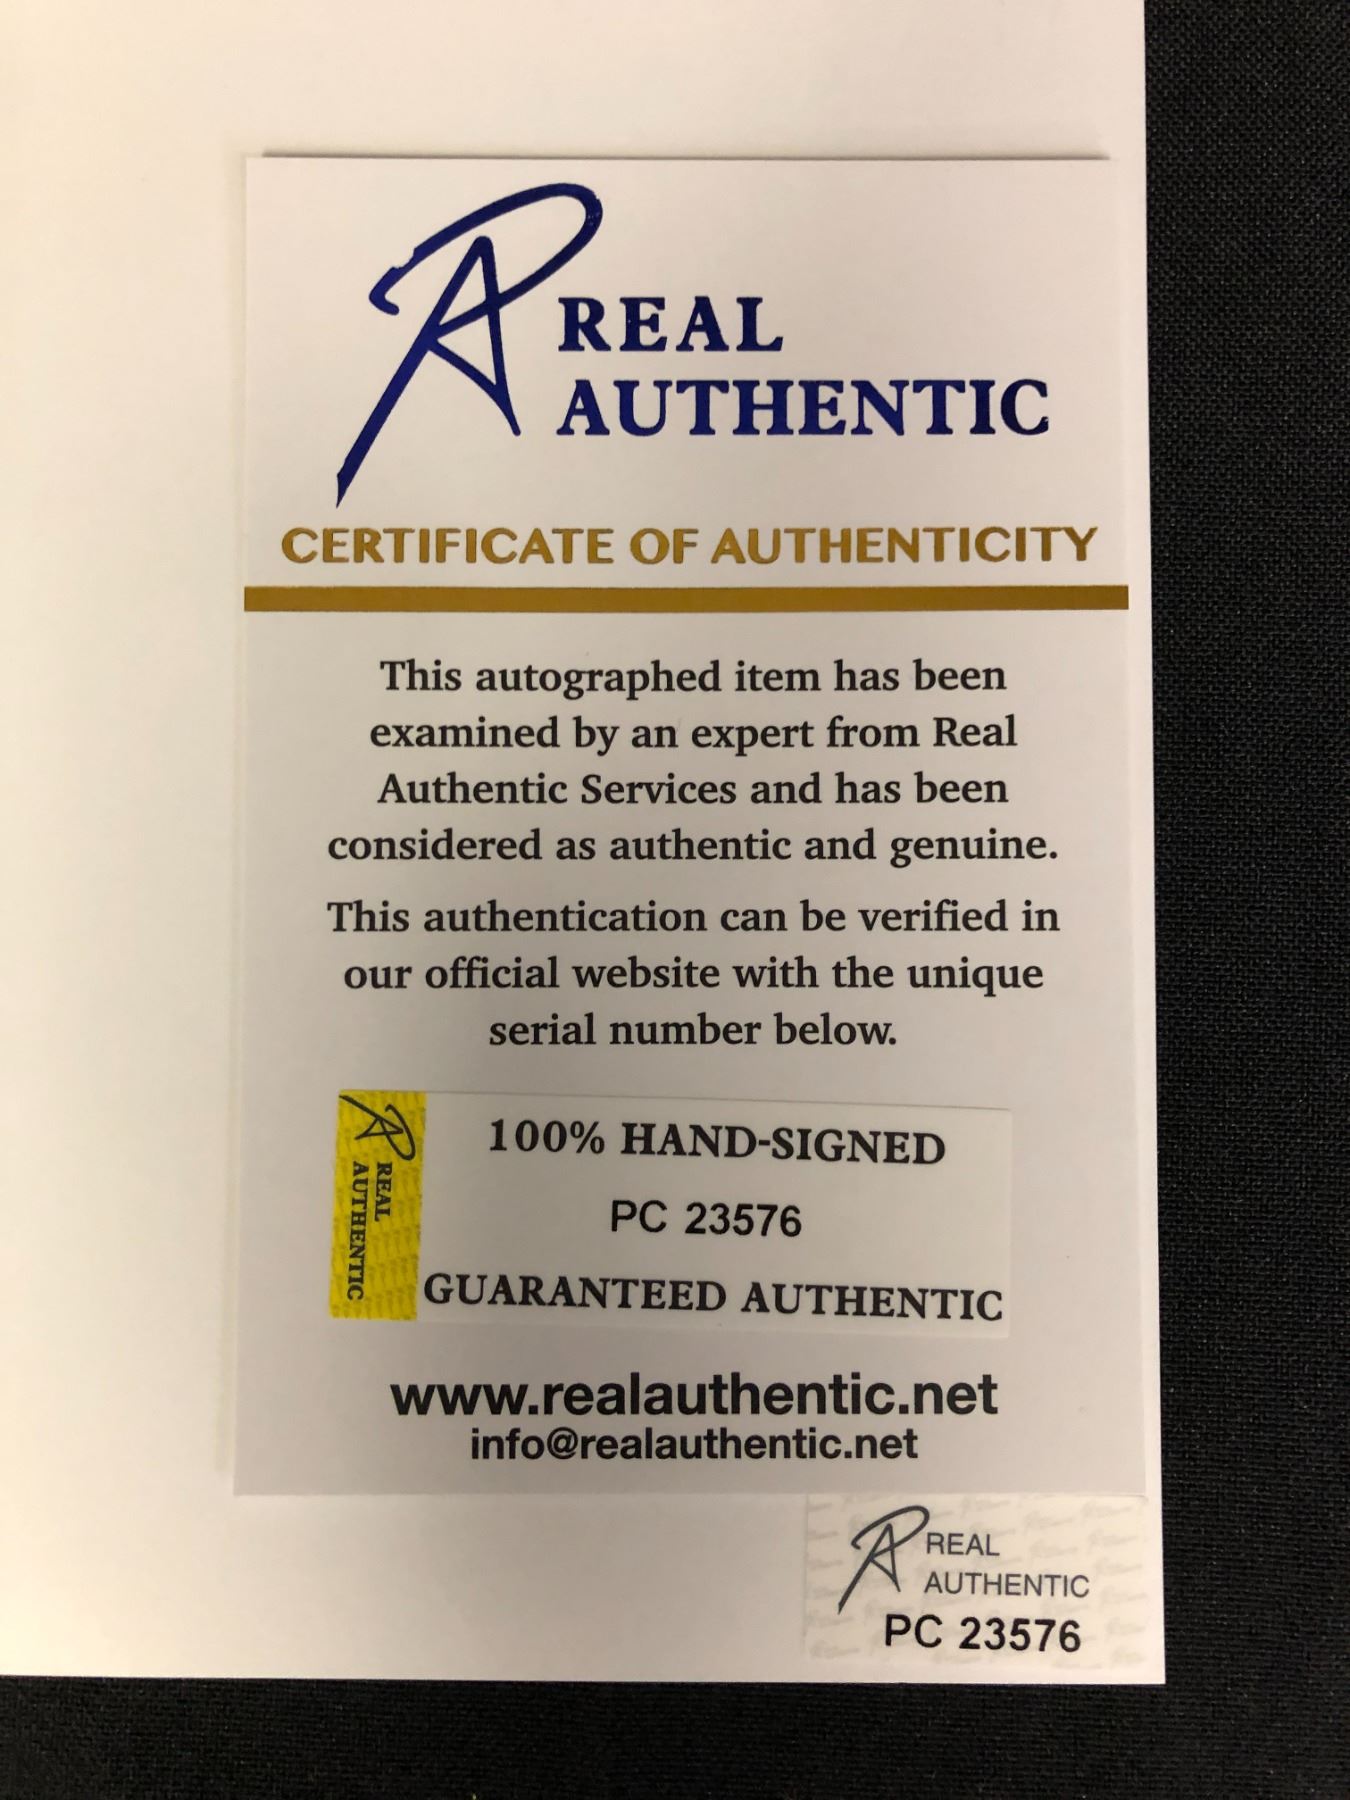 REAL
AUTHENTIC
CERTIFICATE OF AUTHENTICITY
This autographed item has been
examined by an expert from Real
Authentic Services and has been
considered as authentic and genuine.
This authentication can be verified in
our official website with the unique
serial number below.
REAL
AUTHENTIC
100% HAND-SIGNED
PC 23576
GUARANTEED AUTHENTIC
www.realauthentic.net
info@realauthentic.net
REAL
AUTHENTIC
PC 23576